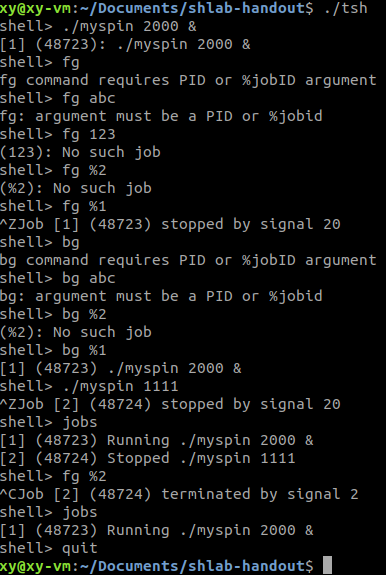 xy@xy-vm:~/Documents/shlab-handout$ ./tsh
shell> ./myspin 2000 &
[1] (48723): ./myspin 2000 &
shell> fg
fg command requires PID or %jobID argument
shell> fg abc
fg: argument must be a PID or %jobid
shell> fg 123
(123): No such job
shell> fg %2
(%2): No such job
shell> fg %1
^ZJob [1] (48723) stopped by signal 20
shell> bg
bg command requires PID or %jobID argument
shell> bg abc
bg: argument must be a PID or %jobid
shell> bg %2
(%2): No such job
shell> bg %1
[1] (48723) ./myspin 2000 &
shell> ./myspin 1111
^ZJob [2] (48724) stopped by signal 20
shell> jobs
[1] (48723) Running ./myspin 2000 &
[2] (48724) Stopped ./myspin 1111
shell> fg %2
^CJob [2] (48724) terminated by signal 2
shell> jobs
[1] (48723) Running ./myspin 2000 &
shell> quit
xy@xy-vm:~/Documents/shlab-handout$